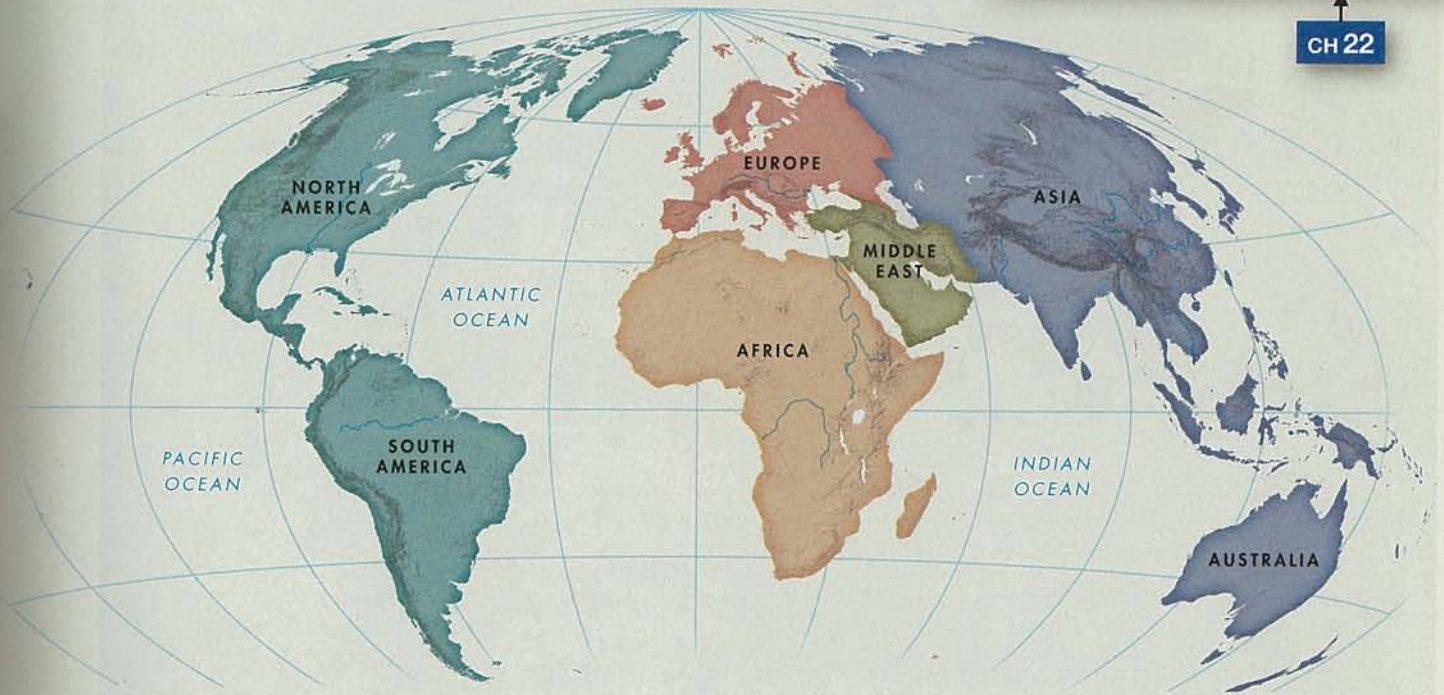 CH 22
NORTH
AMERICA
EUROPE
ASIA
MIDDLE
EAST
ATLANTIC
OCEAN
AFRICA
SOUTH
AMERICA
PACIFIC
OCEAN
INDIAN
OCEAN
AUSTRALIA